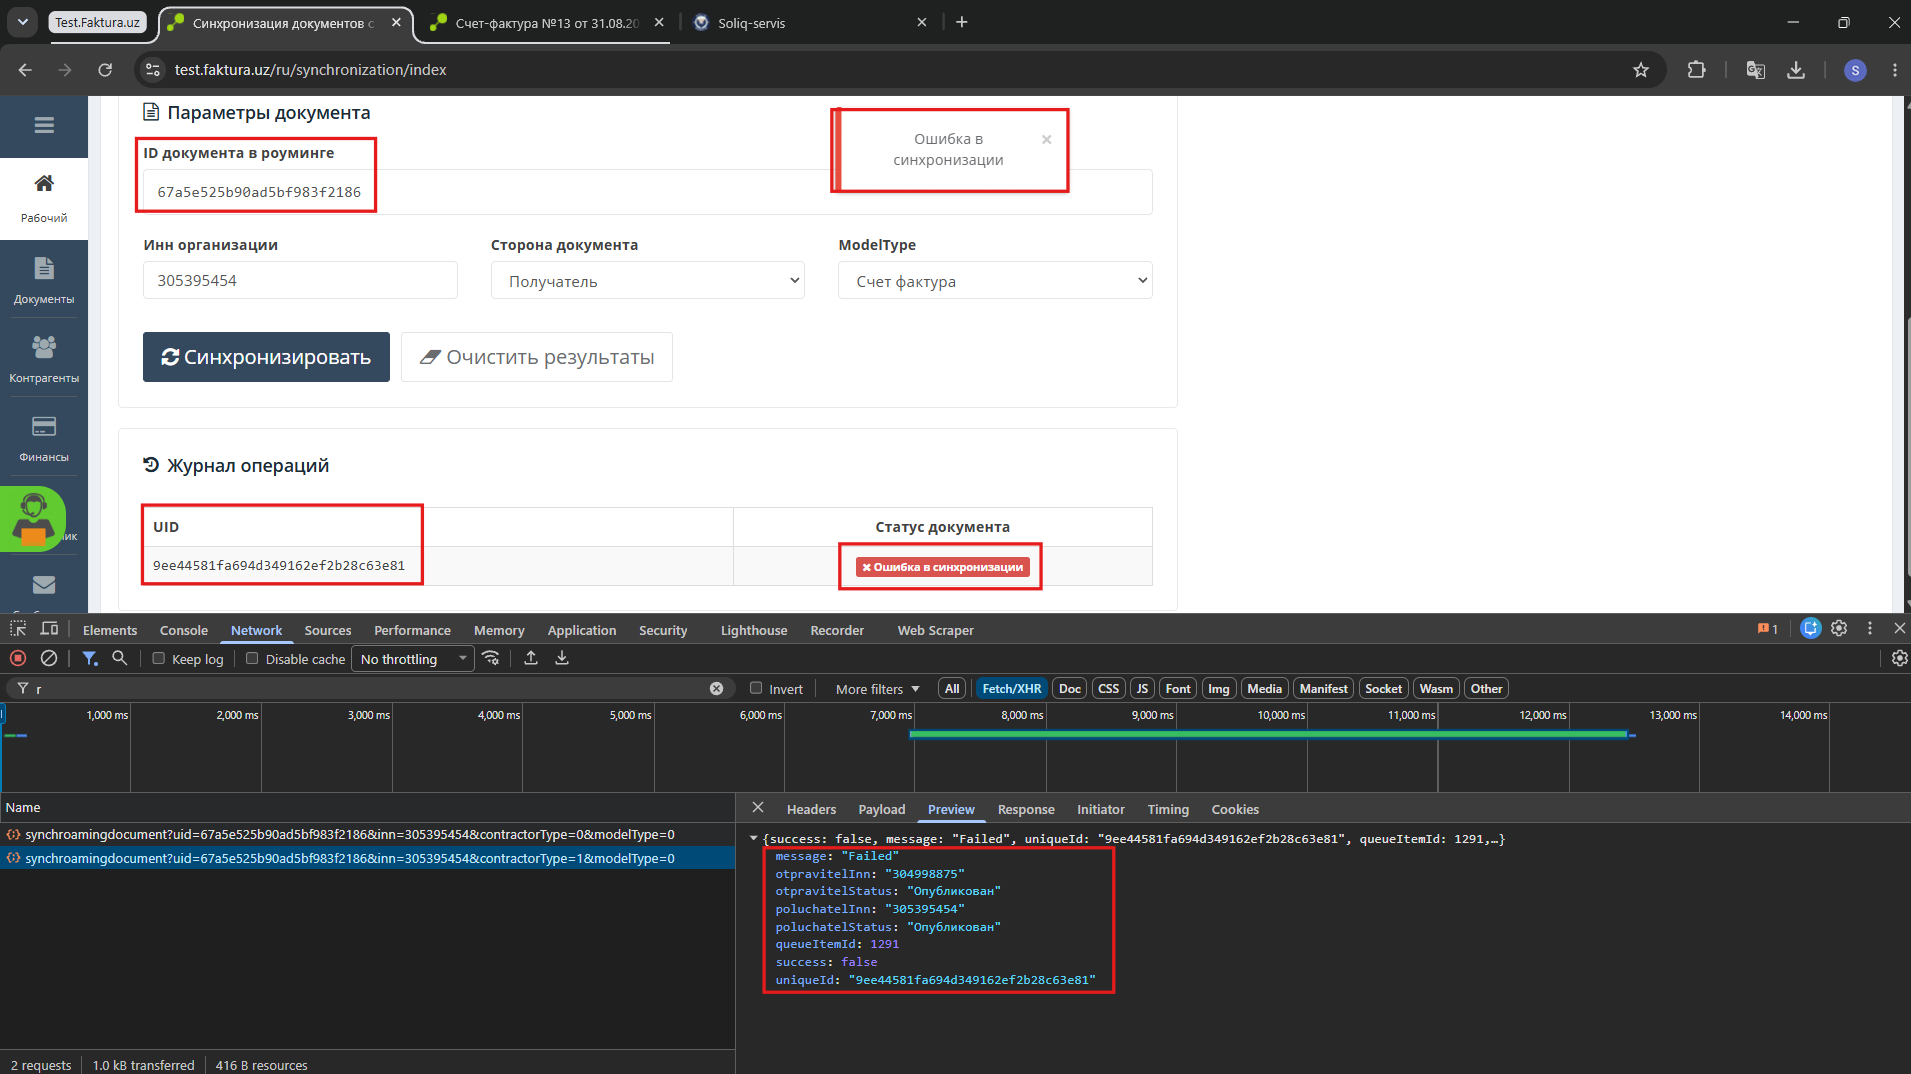 Test.Faktura.uz
Синхронизация документов с
Счет-фактура №13 от 31.08.20
Soliq-servis
test.faktura.uz/ru/synchronization/index
S
Параметры документа
ID документа в роуминге
67a5e525b90ad5bf983f2186
Ошибка в
синхронизации
Рабочий
Инн организации
Сторона документа
ModelType
305395454
Получатель
Счет фактура
Документы
Синхронизировать
Очистить результаты
Контрагенты
Финансы
Журнал операций
UID
Статус документа
ик
9ee44581fa694d349162ef2b28c63e81
Ошибка в синхронизации
Elements
Console
Network
Sources
Performance
Memory
Application
Security
Lighthouse
Recorder
Web Scraper
1
Keep log
Disable cache
No throttling
r
Invert
More filters
All
Fetch/XHR
Doc
CSS
JS
Font
Img
Media
Manifest
Socket
Wasm
Other
1,000 ms
2,000 ms
3,000 ms
4,000 ms
5,000 ms
6,000 ms
7,000 ms
8,000 ms
9,000 ms
10,000 ms
11,000 ms
12,000 ms
13,000 ms
14,000 ms
Name
Headers
Payload
Preview
Response
Initiator
Timing
Cookies
synchroamingdocument?uid=67a5e525b90ad5bf983f2186&inn=305395454&contractorType=0&modelType=0
synchroamingdocument?uid=67a5e525b90ad5bf983f2186&inn=305395454&contractorType=1&modelType=0
{success: false, message: "Failed", uniqueId: "9ee44581fa694d349162ef2b28c63e81", queueItemId: 1291,…}
message: "Failed"
otpravitelInn: "304998875"
otpravitelStatus: "Опубликован"
poluchatelInn: "305395454"
poluchatelStatus: "Опубликован"
queueItemId: 1291
success: false
uniqueId: "9ee44581fa694d349162ef2b28c63e81"
2 requests
1.0 kB transferred
416 B resources